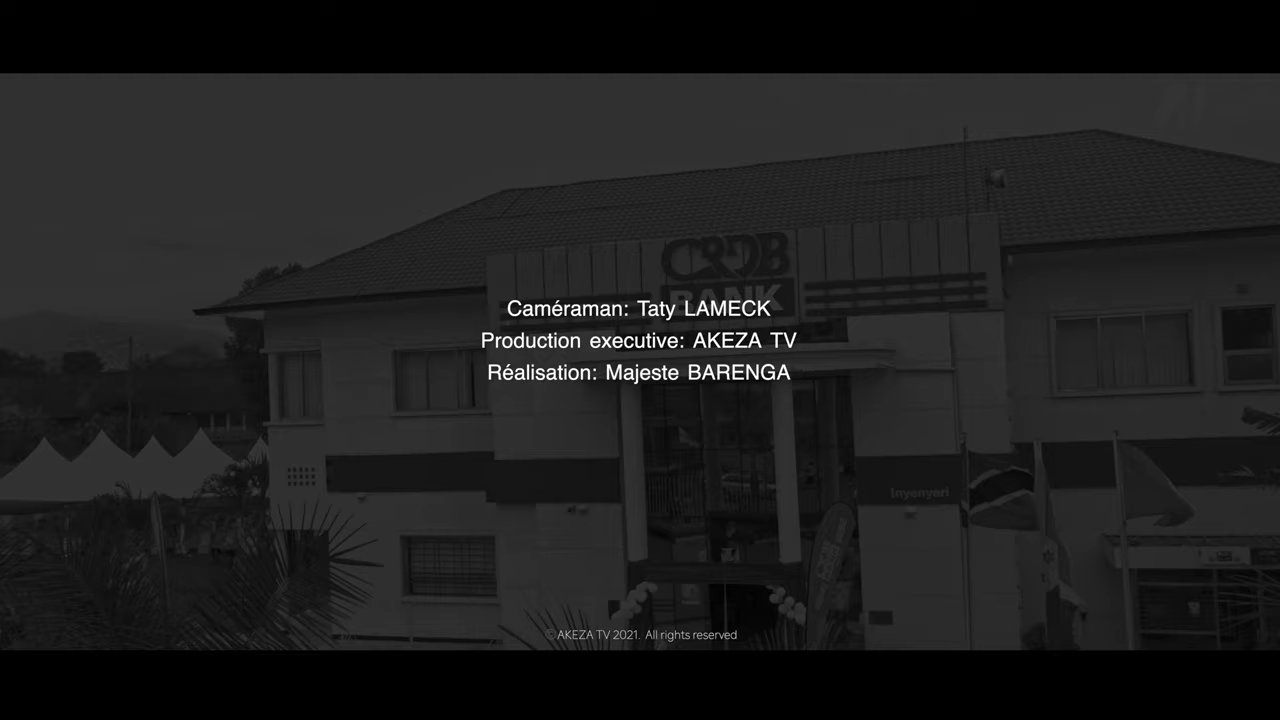 CRDB
BANK
Caméraman: Taty LAMECK
Production executive: AKEZA TV
Réalisation: Majeste BARENGA
Inyenyeri
© AKEZA TV 2021. All rights reserved